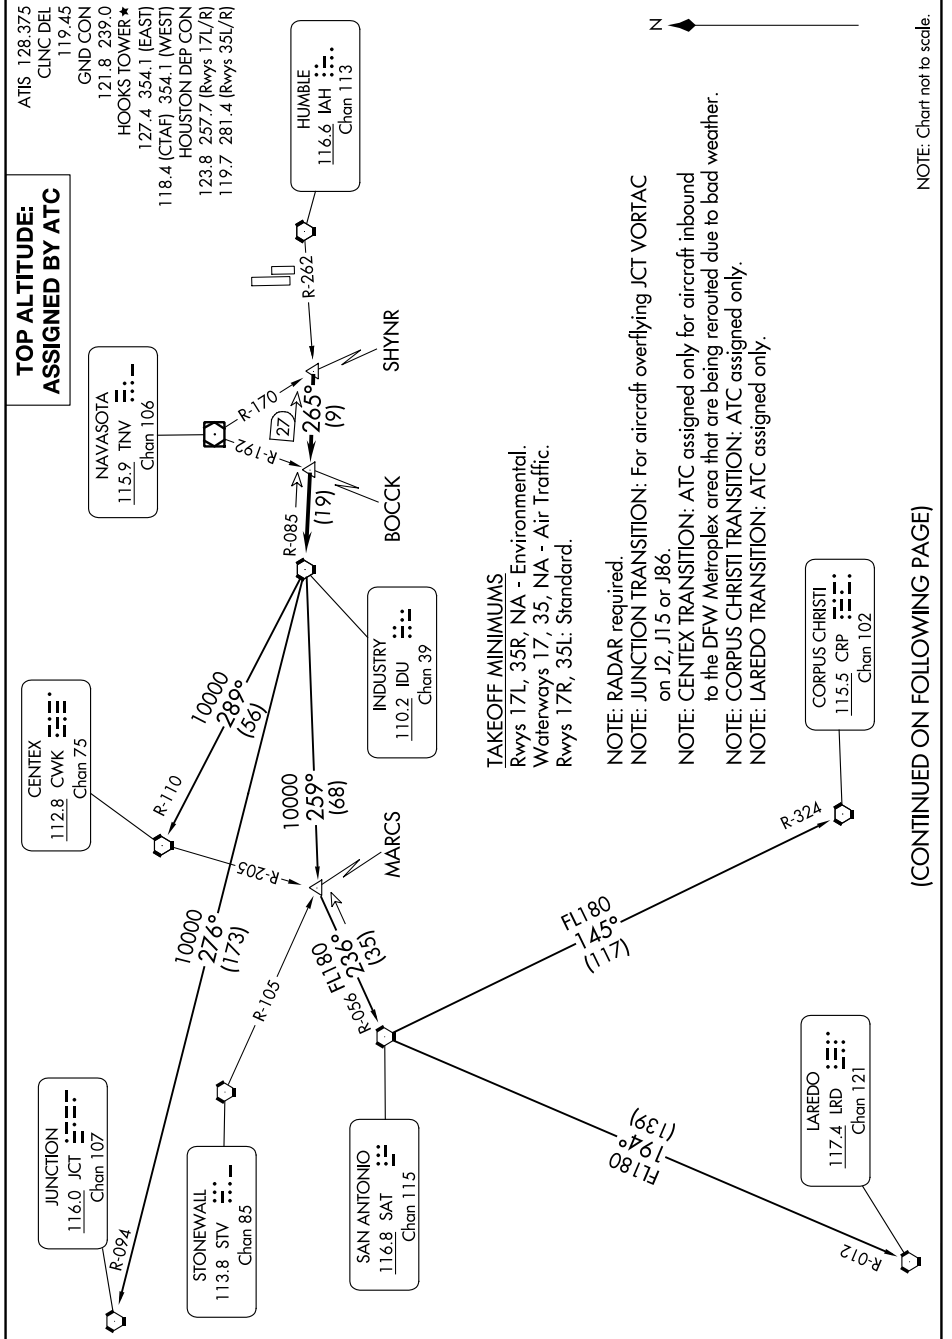 TOP ALTITUDE:
ASSIGNED BY ATC
ATIS 128.375
CLNC DEL
119.45
GND CON
121.8 239.0
HOOKS TOWER★
127.4 354.1 (EAST)
118.4 (CTAF) 354.1 (WEST)
HOUSTON DEP CON
123.8 257.7 (Rwys 17L/R)
119.7 281.4 (Rwys 35L/R)
JUNCTION
116.0 JCT
Chan 107
R-094
CENTEX
112.8 CWK
Chan 75
R-110
R-205
NAVASOTA
115.9 TNV
Chan 106
R-170
R-192
HUMBLE
116.6 IAH
Chan 113
R-262
10000
276°
(173)
10000
289°
(56)
STONEWALL
113.8 STV
Chan 85
R-105
10000
259°
(68)
R-085
(19)
27
265°
(9)
SHYNR
BOCCK
MARCS
INDUSTRY
110.2 IDU
Chan 39
SAN ANTONIO
116.8 SAT
Chan 115
R-056
FL180
236°
(35)
FL180
145°
(117)
R-324
FL180
194°
(139)
R-012
LAREDO
117.4 LRD
Chan 121
CORPUS CHRISTI
115.5 CRP
Chan 102
TAKEOFF MINIMUMS
Rwys 17L, 35R, NA - Environmental.
Waterways 17, 35, NA - Air Traffic.
Rwys 17R, 35L: Standard.
NOTE: RADAR required.
NOTE: JUNCTION TRANSITION: For aircraft overflying JCT VORTAC
on J2, J15 or J86.
NOTE: CENTEX TRANSITION: ATC assigned only for aircraft inbound
to the DFW Metroplex area that are being rerouted due to bad weather.
NOTE: CORPUS CHRISTI TRANSITION: ATC assigned only.
NOTE: LAREDO TRANSITION: ATC assigned only.
N
(CONTINUED ON FOLLOWING PAGE)
NOTE: Chart not to scale.